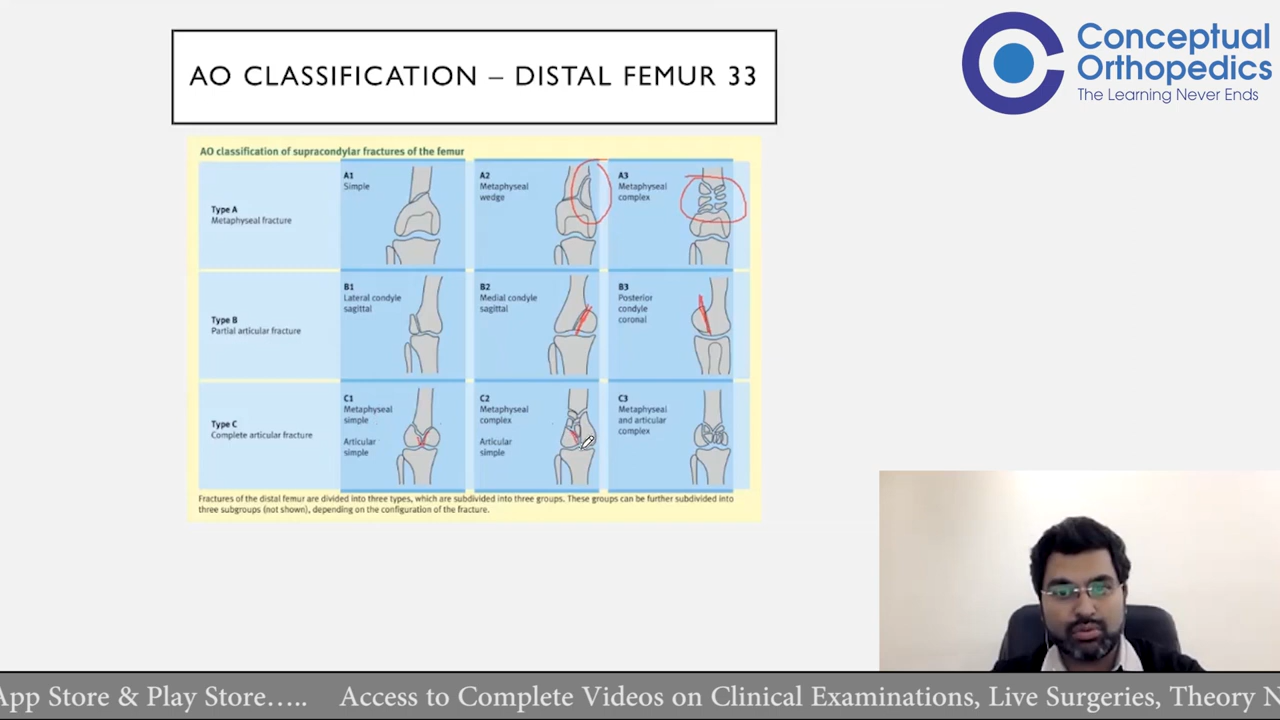 AO CLASSIFICATION – DISTAL FEMUR 33
Conceptual
Orthopedics
The Learning Never Ends
AO classification of supracondylar fractures of the femur
Type A
Metaphyseal fracture
A1
Simple
A2
Metaphyseal
wedge
A3
Metaphyseal
complex
Type B
Partial articular fracture
B1
Lateral condyle
sagittal
B2
Medial condyle
sagittal
B3
Posterior
condyle
coronal
Type C
Complete articular fracture
C1
Metaphyseal
simple
Articular
simple
C2
Metaphyseal
complex
Articular
simple
C3
Metaphyseal
and articular
complex
Fractures of the distal femur are divided into three types, which are subdivided into three groups. These groups can be further subdivided into
three subgroups (not shown), depending on the configuration of the fracture.
App Store & Play Store..... Access to Complete Videos on Clinical Examinations, Live Surgeries, Theory N